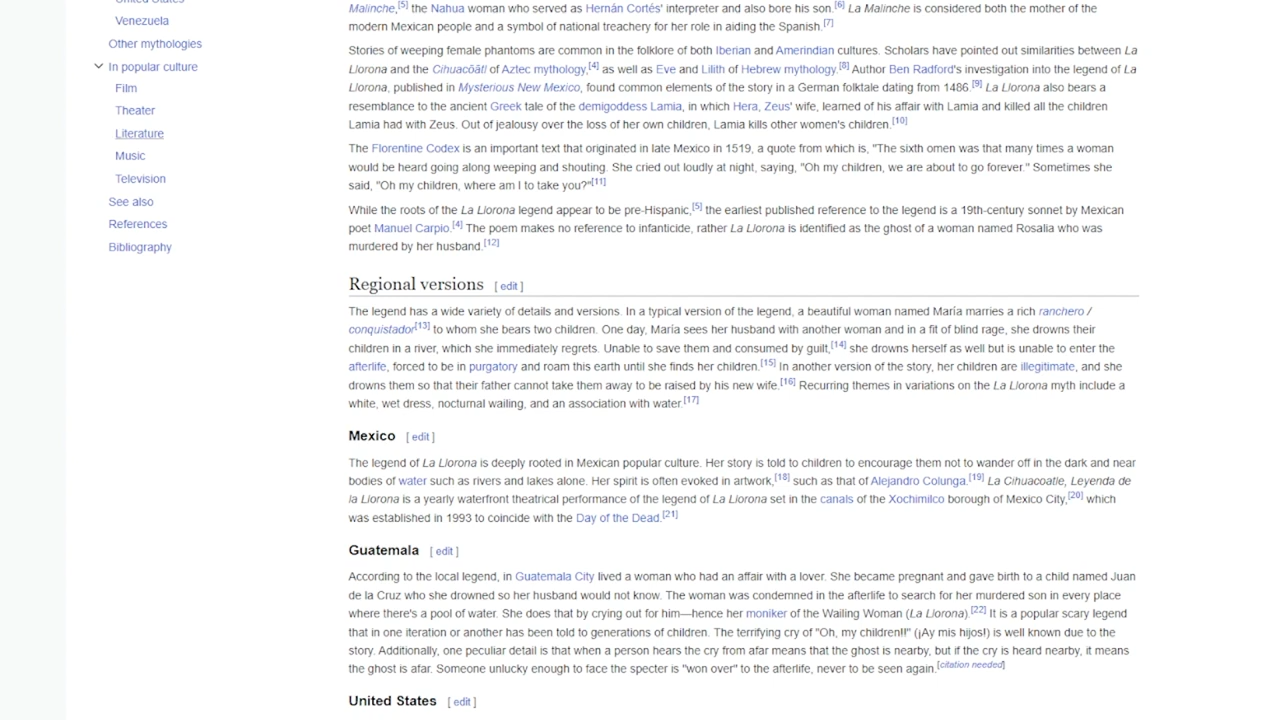 United States
Venezuela
Other mythologies
In popular culture
Film
Theater
Literature
Music
Television
See also
References
Bibliography
Malinche,[5] the Nahua woman who served as Hernán Cortés' interpreter and also bore his son.[6] La Malinche is considered both the mother of the
modern Mexican people and a symbol of national treachery for her role in aiding the Spanish.[7]
Stories of weeping female phantoms are common in the folklore of both Iberian and Amerindian cultures. Scholars have pointed out similarities between La
Llorona and the Cihuacōātl of Aztec mythology,[4] as well as Eve and Lilith of Hebrew mythology.[8] Author Ben Radford's investigation into the legend of La
Llorona, published in Mysterious New Mexico, found common elements of the story in a German folktale dating from 1486.[9] La Llorona also bears a
resemblance to the ancient Greek tale of the demigoddess Lamia, in which Hera, Zeus' wife, learned of his affair with Lamia and killed all the children
Lamia had with Zeus. Out of jealousy over the loss of her own children, Lamia kills other women's children.[10]
The Florentine Codex is an important text that originated in late Mexico in 1519, a quote from which is, "The sixth omen was that many times a woman
would be heard going along weeping and shouting. She cried out loudly at night, saying, "Oh my children, we are about to go forever." Sometimes she
said, "Oh my children, where am I to take you?"[11]
While the roots of the La Llorona legend appear to be pre-Hispanic,[5] the earliest published reference to the legend is a 19th-century sonnet by Mexican
poet Manuel Carpio.[4] The poem makes no reference to infanticide, rather La Llorona is identified as the ghost of a woman named Rosalia who was
murdered by her husband.[12]
Regional versions [ edit ]
The legend has a wide variety of details and versions. In a typical version of the legend, a beautiful woman named María marries a rich ranchero /
conquistador[13] to whom she bears two children. One day, María sees her husband with another woman and in a fit of blind rage, she drowns their
children in a river, which she immediately regrets. Unable to save them and consumed by guilt,[14] she drowns herself as well but is unable to enter the
afterlife, forced to be in purgatory and roam this earth until she finds her children.[15] In another version of the story, her children are illegitimate, and she
drowns them so that their father cannot take them away to be raised by his new wife.[16] Recurring themes in variations on the La Llorona myth include a
white, wet dress, nocturnal wailing, and an association with water.[17]
Mexico [ edit ]
The legend of La Llorona is deeply rooted in Mexican popular culture. Her story is told to children to encourage them not to wander off in the dark and near
bodies of water such as rivers and lakes alone. Her spirit is often evoked in artwork,[18] such as that of Alejandro Colunga.[19] La Cihuacoatle, Leyenda de
la Llorona is a yearly waterfront theatrical performance of the legend of La Llorona set in the canals of the Xochimilco borough of Mexico City,[20] which
was established in 1993 to coincide with the Day of the Dead.[21]
Guatemala [ edit ]
According to the local legend, in Guatemala City lived a woman who had an affair with a lover. She became pregnant and gave birth to a child named Juan
de la Cruz who she drowned so her husband would not know. The woman was condemned in the afterlife to search for her murdered son in every place
where there's a pool of water. She does that by crying out for him—hence her moniker of the Wailing Woman (La Llorona).[22] It is a popular scary legend
that in one iteration or another has been told to generations of children. The terrifying cry of "Oh, my children!!" (¡Ay mis hijos!) is well known due to the
story. Additionally, one peculiar detail is that when a person hears the cry from afar means that the ghost is nearby, but if the cry is heard nearby, it means
the ghost is afar. Someone unlucky enough to face the specter is "won over" to the afterlife, never to be seen again.[citation needed]
United States [ edit ]